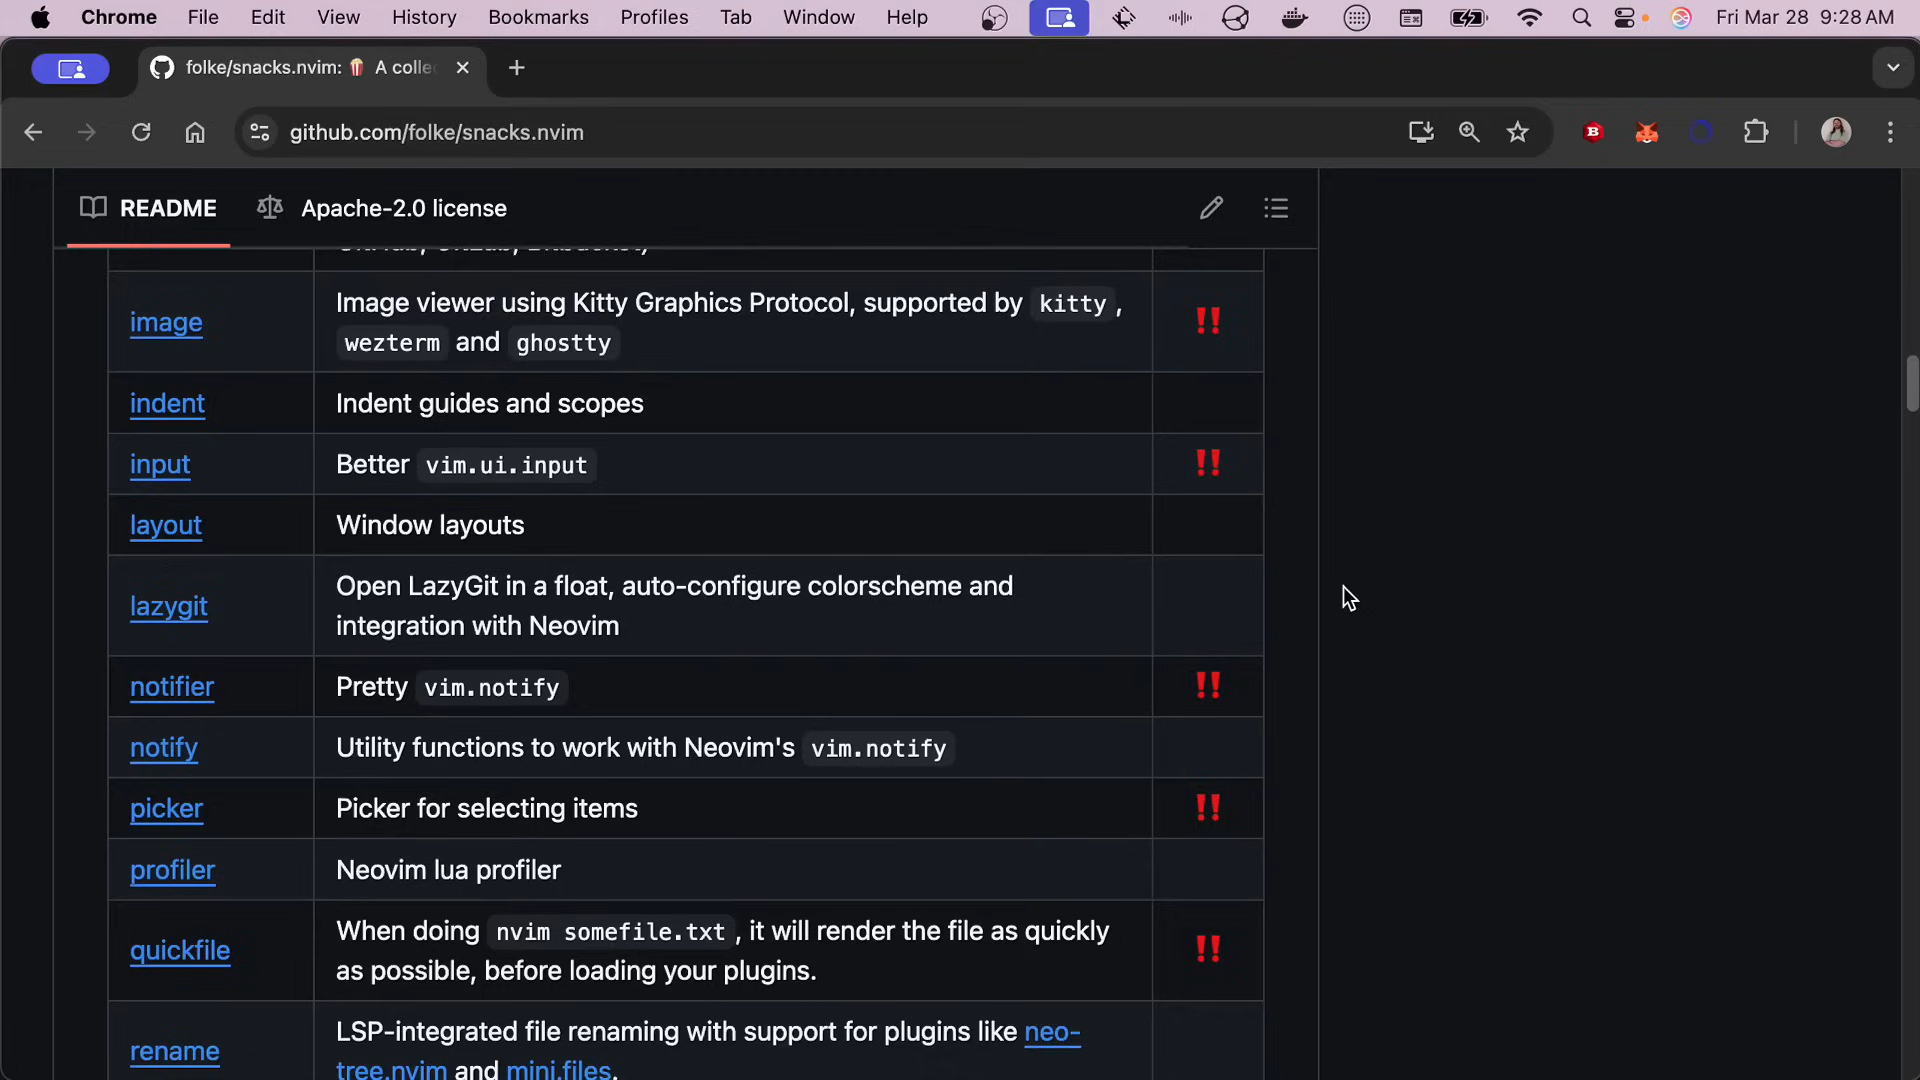 Chrome File Edit View History Bookmarks Profiles Tab Window Help Fri Mar 28 9:28 AM
folke/snacks.nvim: 🍿 A colle
github.com/folke/snacks.nvim
README Apache-2.0 license
image Image viewer using Kitty Graphics Protocol, supported by kitty, ‼
wezterm and ghostty
indent Indent guides and scopes
input Better vim.ui.input ‼
layout Window layouts
lazygit Open LazyGit in a float, auto-configure colorscheme and
integration with Neovim
notifier Pretty vim.notify ‼
notify Utility functions to work with Neovim's vim.notify
picker Picker for selecting items ‼
profiler Neovim lua profiler
quickfile When doing nvim somefile.txt, it will render the file as quickly ‼
as possible, before loading your plugins.
rename LSP-integrated file renaming with support for plugins like neo-
tree.nvim and mini.files.